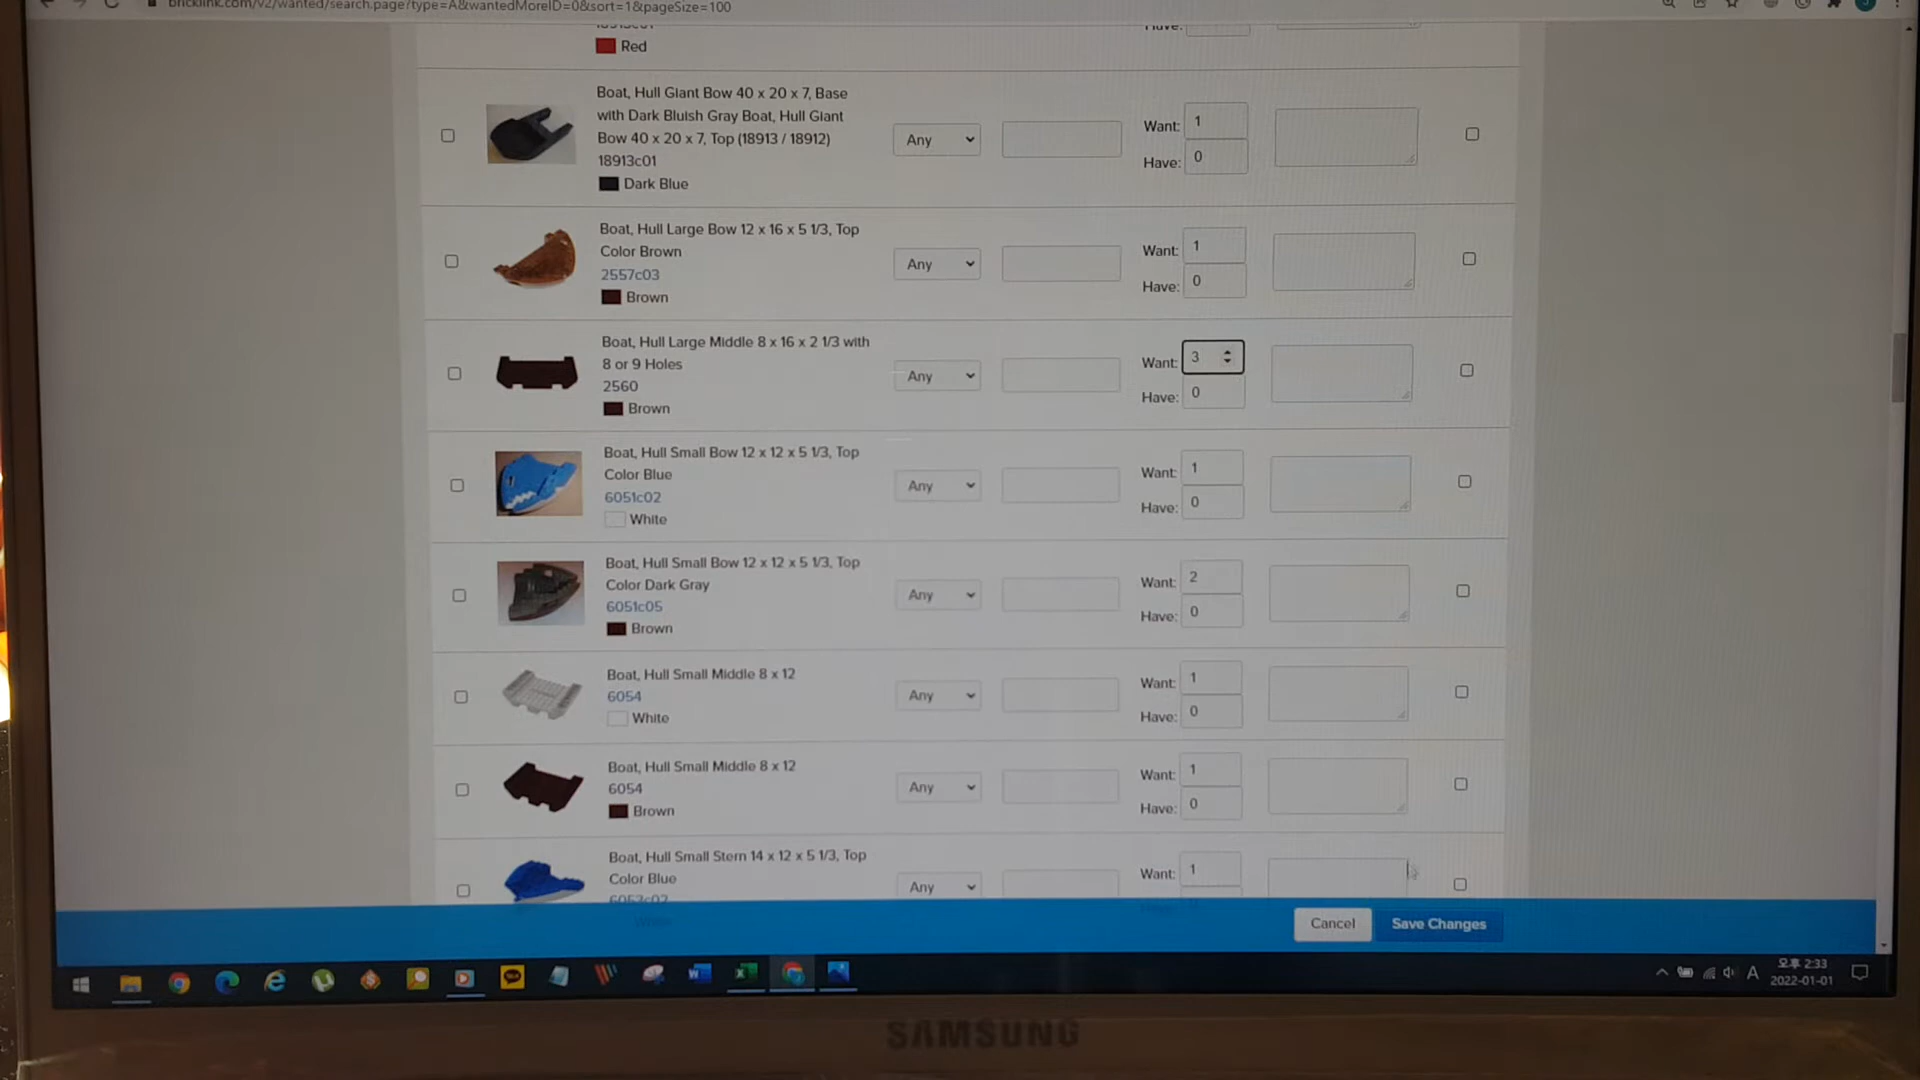 bricklink.com/v2/wanted/search.page?type=A&wantedMoreID=0&sort=1&pageSize=100
Red
Have:
Boat, Hull Giant Bow 40 x 20 x 7, Base
with Dark Bluish Gray Boat, Hull Giant
Bow 40 x 20 x 7, Top (18913 / 18912)
18913c01
Dark Blue
Any
Want: 1
Have: 0
Boat, Hull Large Bow 12 x 16 x 5 1/3, Top
Color Brown
2557c03
Brown
Any
Want: 1
Have: 0
Boat, Hull Large Middle 8 x 16 x 2 1/3 with
8 or 9 Holes
2560
Brown
Any
Want: 3
Have: 0
Boat, Hull Small Bow 12 x 12 x 5 1/3, Top
Color Blue
6051c02
White
Any
Want: 1
Have: 0
Boat, Hull Small Bow 12 x 12 x 5 1/3, Top
Color Dark Gray
6051c05
Brown
Any
Want: 2
Have: 0
Boat, Hull Small Middle 8 x 12
6054
White
Any
Want: 1
Have: 0
Boat, Hull Small Middle 8 x 12
6054
Brown
Any
Want: 1
Have: 0
Boat, Hull Small Stern 14 x 12 x 5 1/3, Top
Color Blue
Any
Want: 1
Cancel
Save Changes
A
오후 2:33
2022-01-01
SAMSUNG